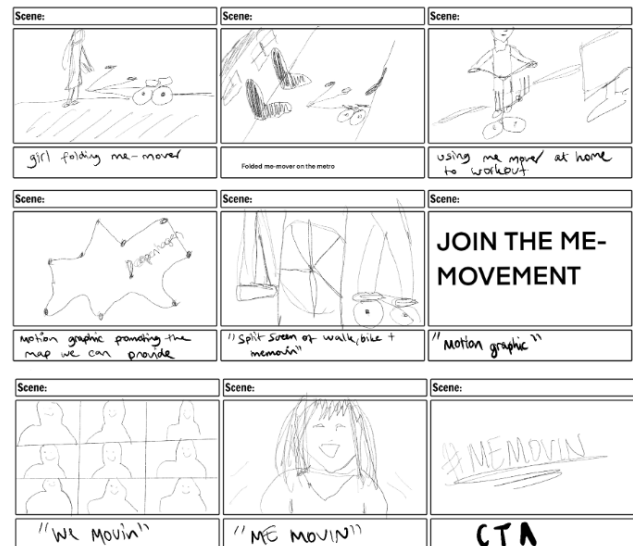 Scene:
Scene:
Scene:
girl folding me-mover
Folded me-mover on the metro
using me mover at home
to workout
Scene:
Scene:
Scene:
Copenhagen
JOIN THE ME-
MOVEMENT
Motion graphic promoting the
map we can provide
"Split Sceen of walk, bike +
memovin"
"Motion graphic"
Scene:
Scene:
Scene:
#MEMOVIN
"We Movin"
"ME MOVIN"
CTA